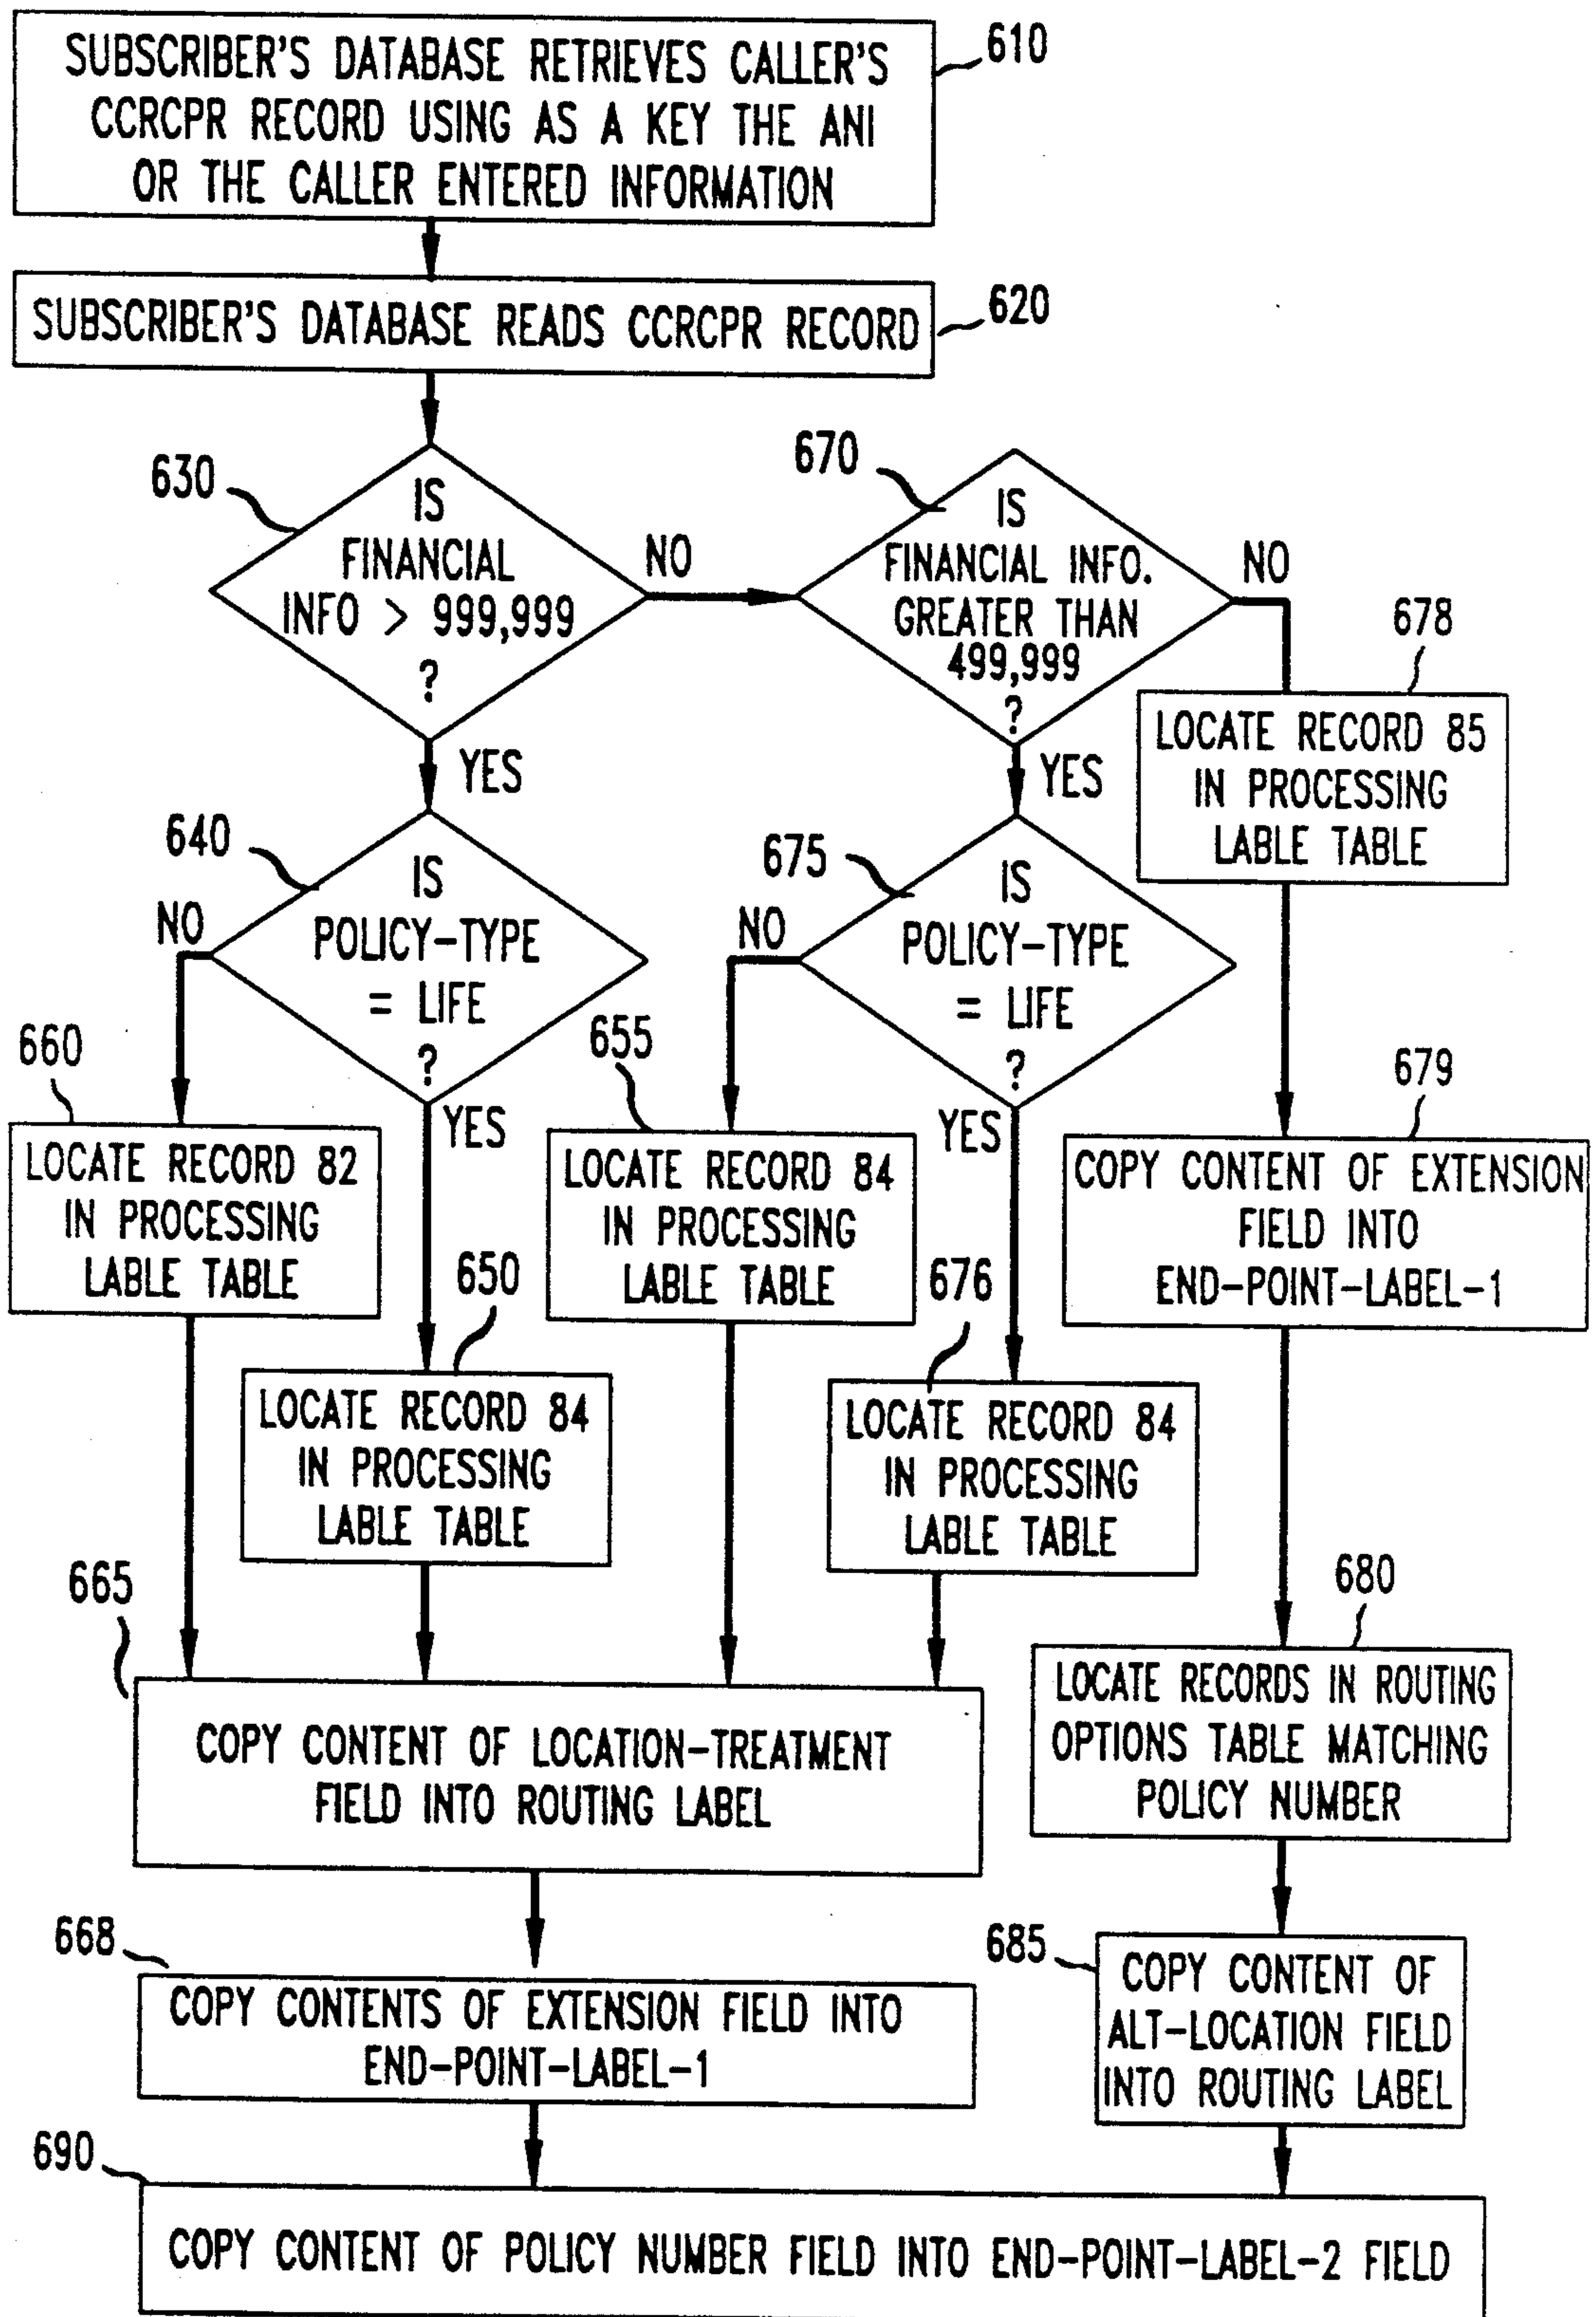 SUBSCRIBER'S DATABASE RETRIEVES CALLER'S
CCRCPR RECORD USING AS A KEY THE ANI
OR THE CALLER ENTERED INFORMATION
610
SUBSCRIBER'S DATABASE READS CCRCPR RECORD
620
630
IS
FINANCIAL
INFO > 999,999
?
NO
YES
670
IS
FINANCIAL INFO.
GREATER THAN
499,999
?
NO
YES
678
LOCATE RECORD 85
IN PROCESSING
LABLE TABLE
640
IS
POLICY-TYPE
= LIFE
?
NO
YES
675
IS
POLICY-TYPE
= LIFE
?
NO
YES
660
LOCATE RECORD 82
IN PROCESSING
LABLE TABLE
655
LOCATE RECORD 84
IN PROCESSING
LABLE TABLE
679
COPY CONTENT OF EXTENSION
FIELD INTO
END-POINT-LABEL-1
650
LOCATE RECORD 84
IN PROCESSING
LABLE TABLE
676
LOCATE RECORD 84
IN PROCESSING
LABLE TABLE
665
COPY CONTENT OF LOCATION-TREATMENT
FIELD INTO ROUTING LABEL
680
LOCATE RECORDS IN ROUTING
OPTIONS TABLE MATCHING
POLICY NUMBER
668
COPY CONTENTS OF EXTENSION FIELD INTO
END-POINT-LABEL-1
685
COPY CONTENT OF
ALT-LOCATION FIELD
INTO ROUTING LABEL
690
COPY CONTENT OF POLICY NUMBER FIELD INTO END-POINT-LABEL-2 FIELD